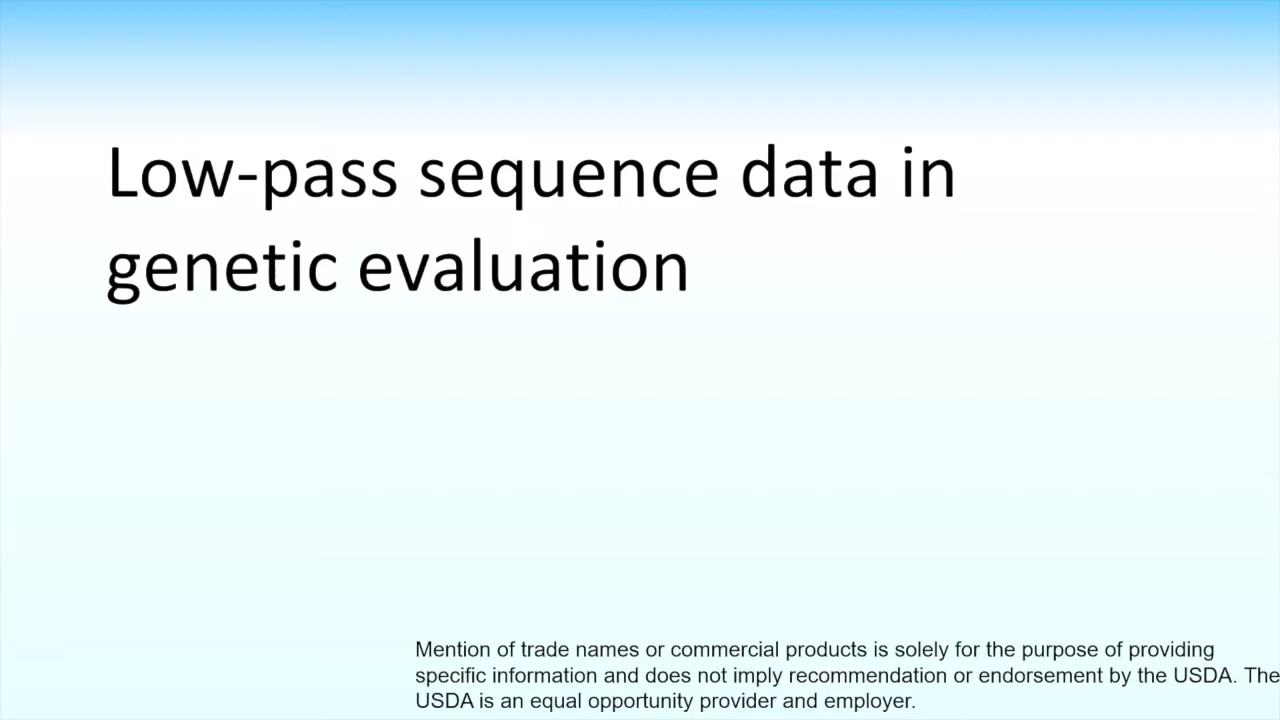 Low-pass sequence data in
genetic evaluation
Mention of trade names or commercial products is solely for the purpose of providing
specific information and does not imply recommendation or endorsement by the USDA. The
USDA is an equal opportunity provider and employer.